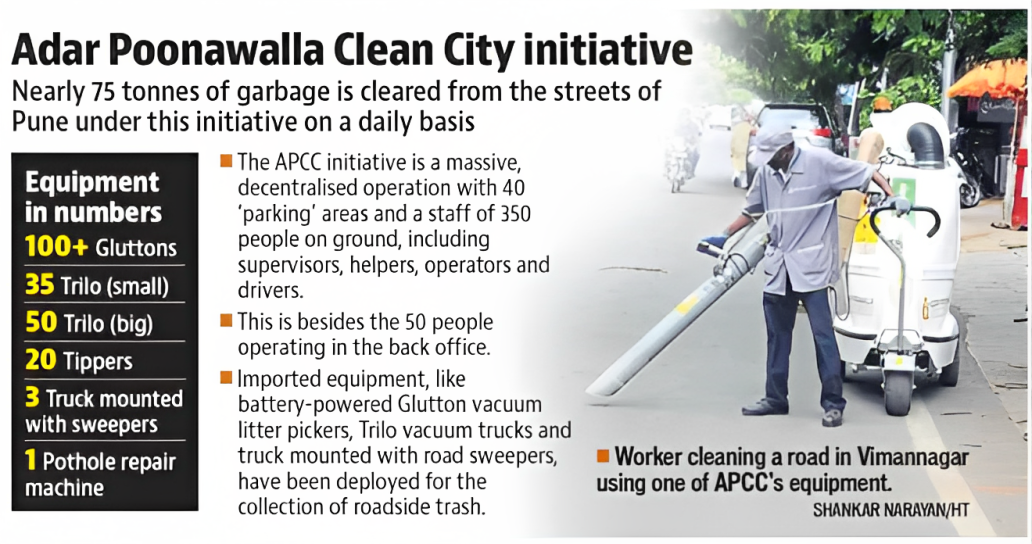 Adar Poonawalla Clean City initiative
Nearly 75 tonnes of garbage is cleared from the streets of
Pune under this initiative on a daily basis
Equipment
in numbers
100+ Gluttons
35 Trilo (small)
50 Trilo (big)
20 Tippers
3 Truck mounted
with sweepers
1 Pothole repair
machine
The APCC initiative is a massive,
decentralised operation with 40
‘parking’ areas and a staff of 350
people on ground, including
supervisors, helpers, operators and
drivers.
This is besides the 50 people
operating in the back office.
Imported equipment, like
battery-powered Glutton vacuum
litter pickers, Trilo vacuum trucks and
truck mounted with road sweepers,
have been deployed for the
collection of roadside trash.
Worker cleaning a road in Vimannagar
using one of APCC's equipment.
SHANKAR NARAYAN/HT